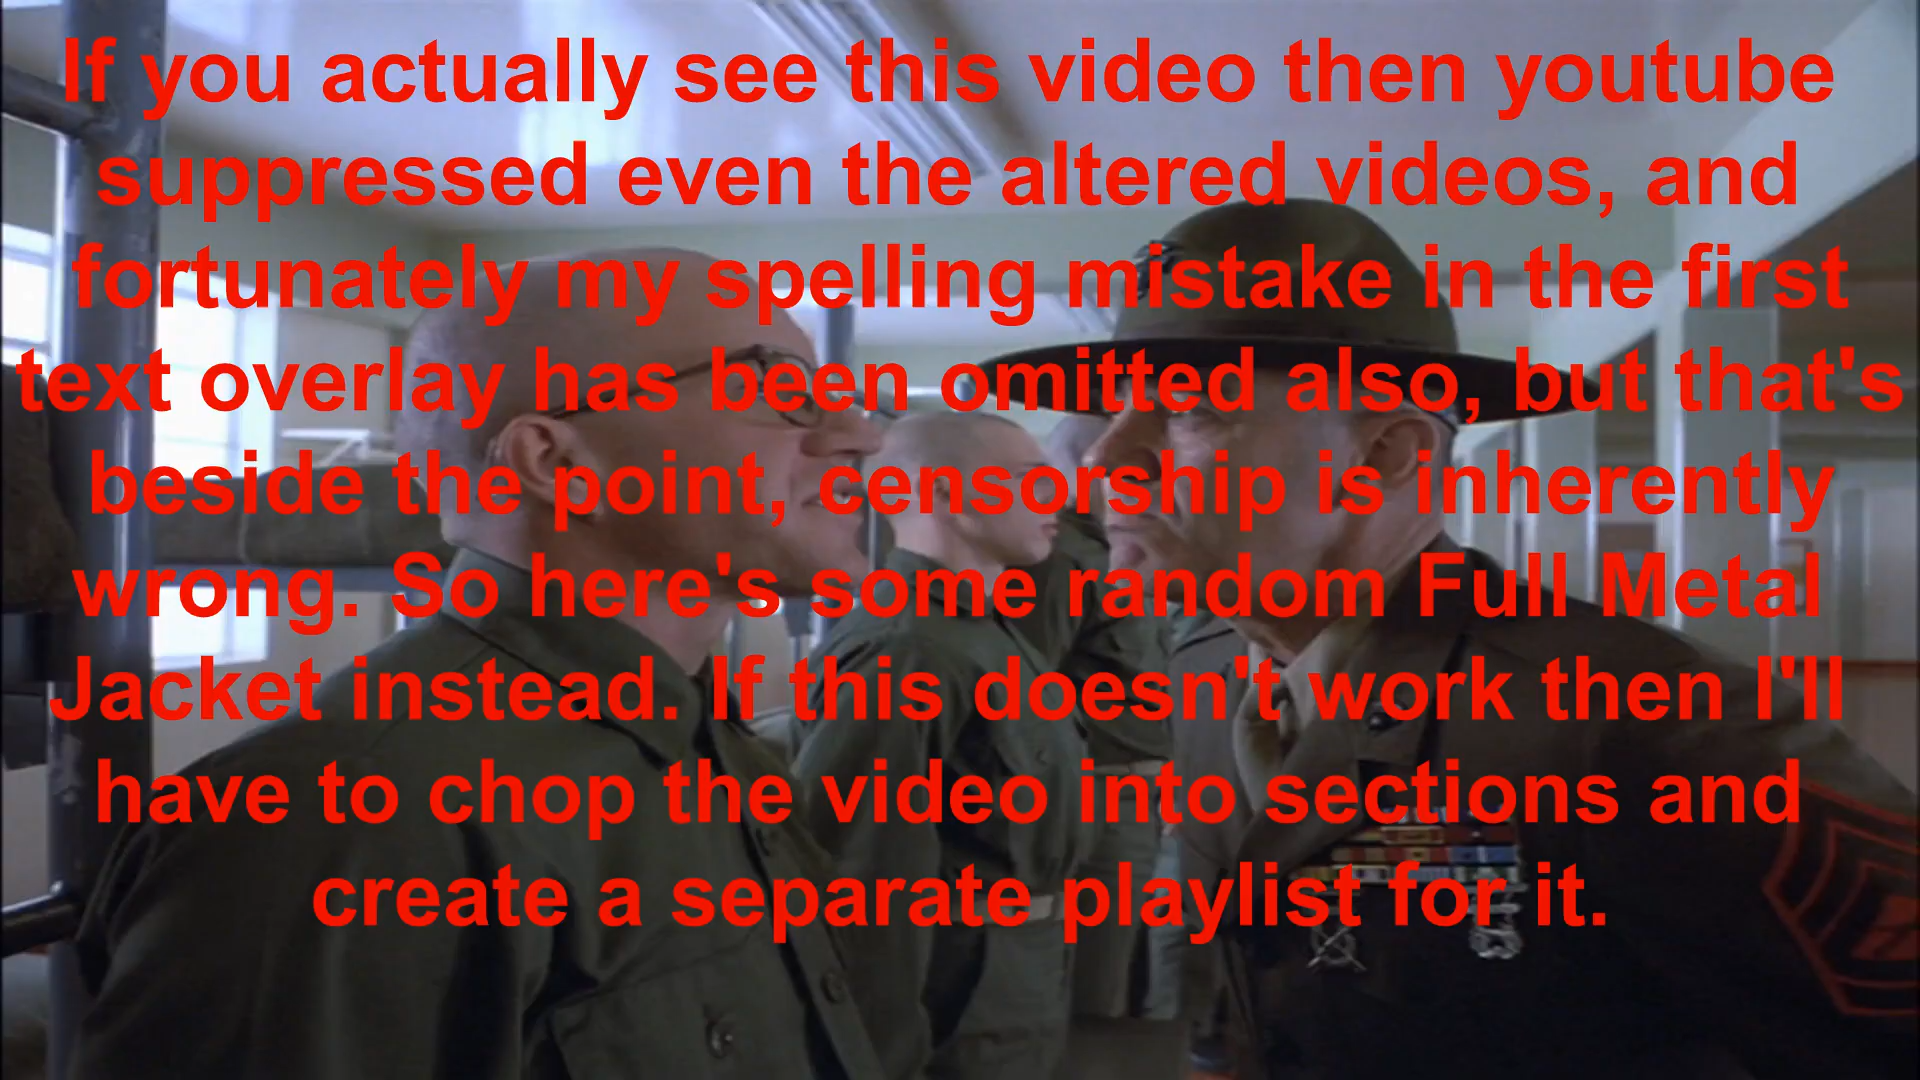 If you actually see this video then youtube
suppressed even the altered videos, and
fortunately my spelling mistake in the first
text overlay has been omitted also, but that's
beside the point, censorship is inherently
wrong. So here's some random Full Metal
Jacket instead. If this doesn't work then I'll
have to chop the video into sections and
create a separate playlist for it.